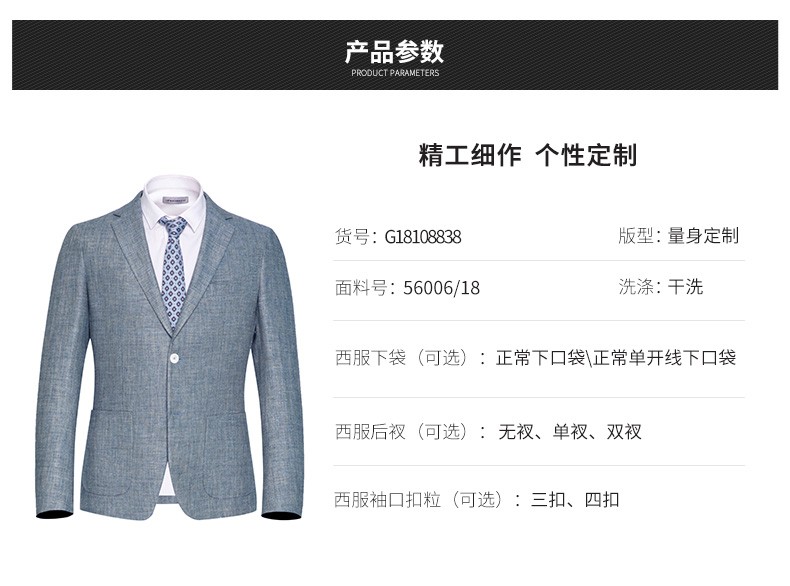 产品参数
PRODUCT PARAMETERS
精工细作 个性定制
货号：G18108838 版型：量身定制
面料号：56006/18 洗涤：干洗
西服下袋（可选）：正常下口袋\正常单开线下口袋
西服后衩（可选）：无衩、单衩、双衩
西服袖口扣粒（可选）：三扣、四扣